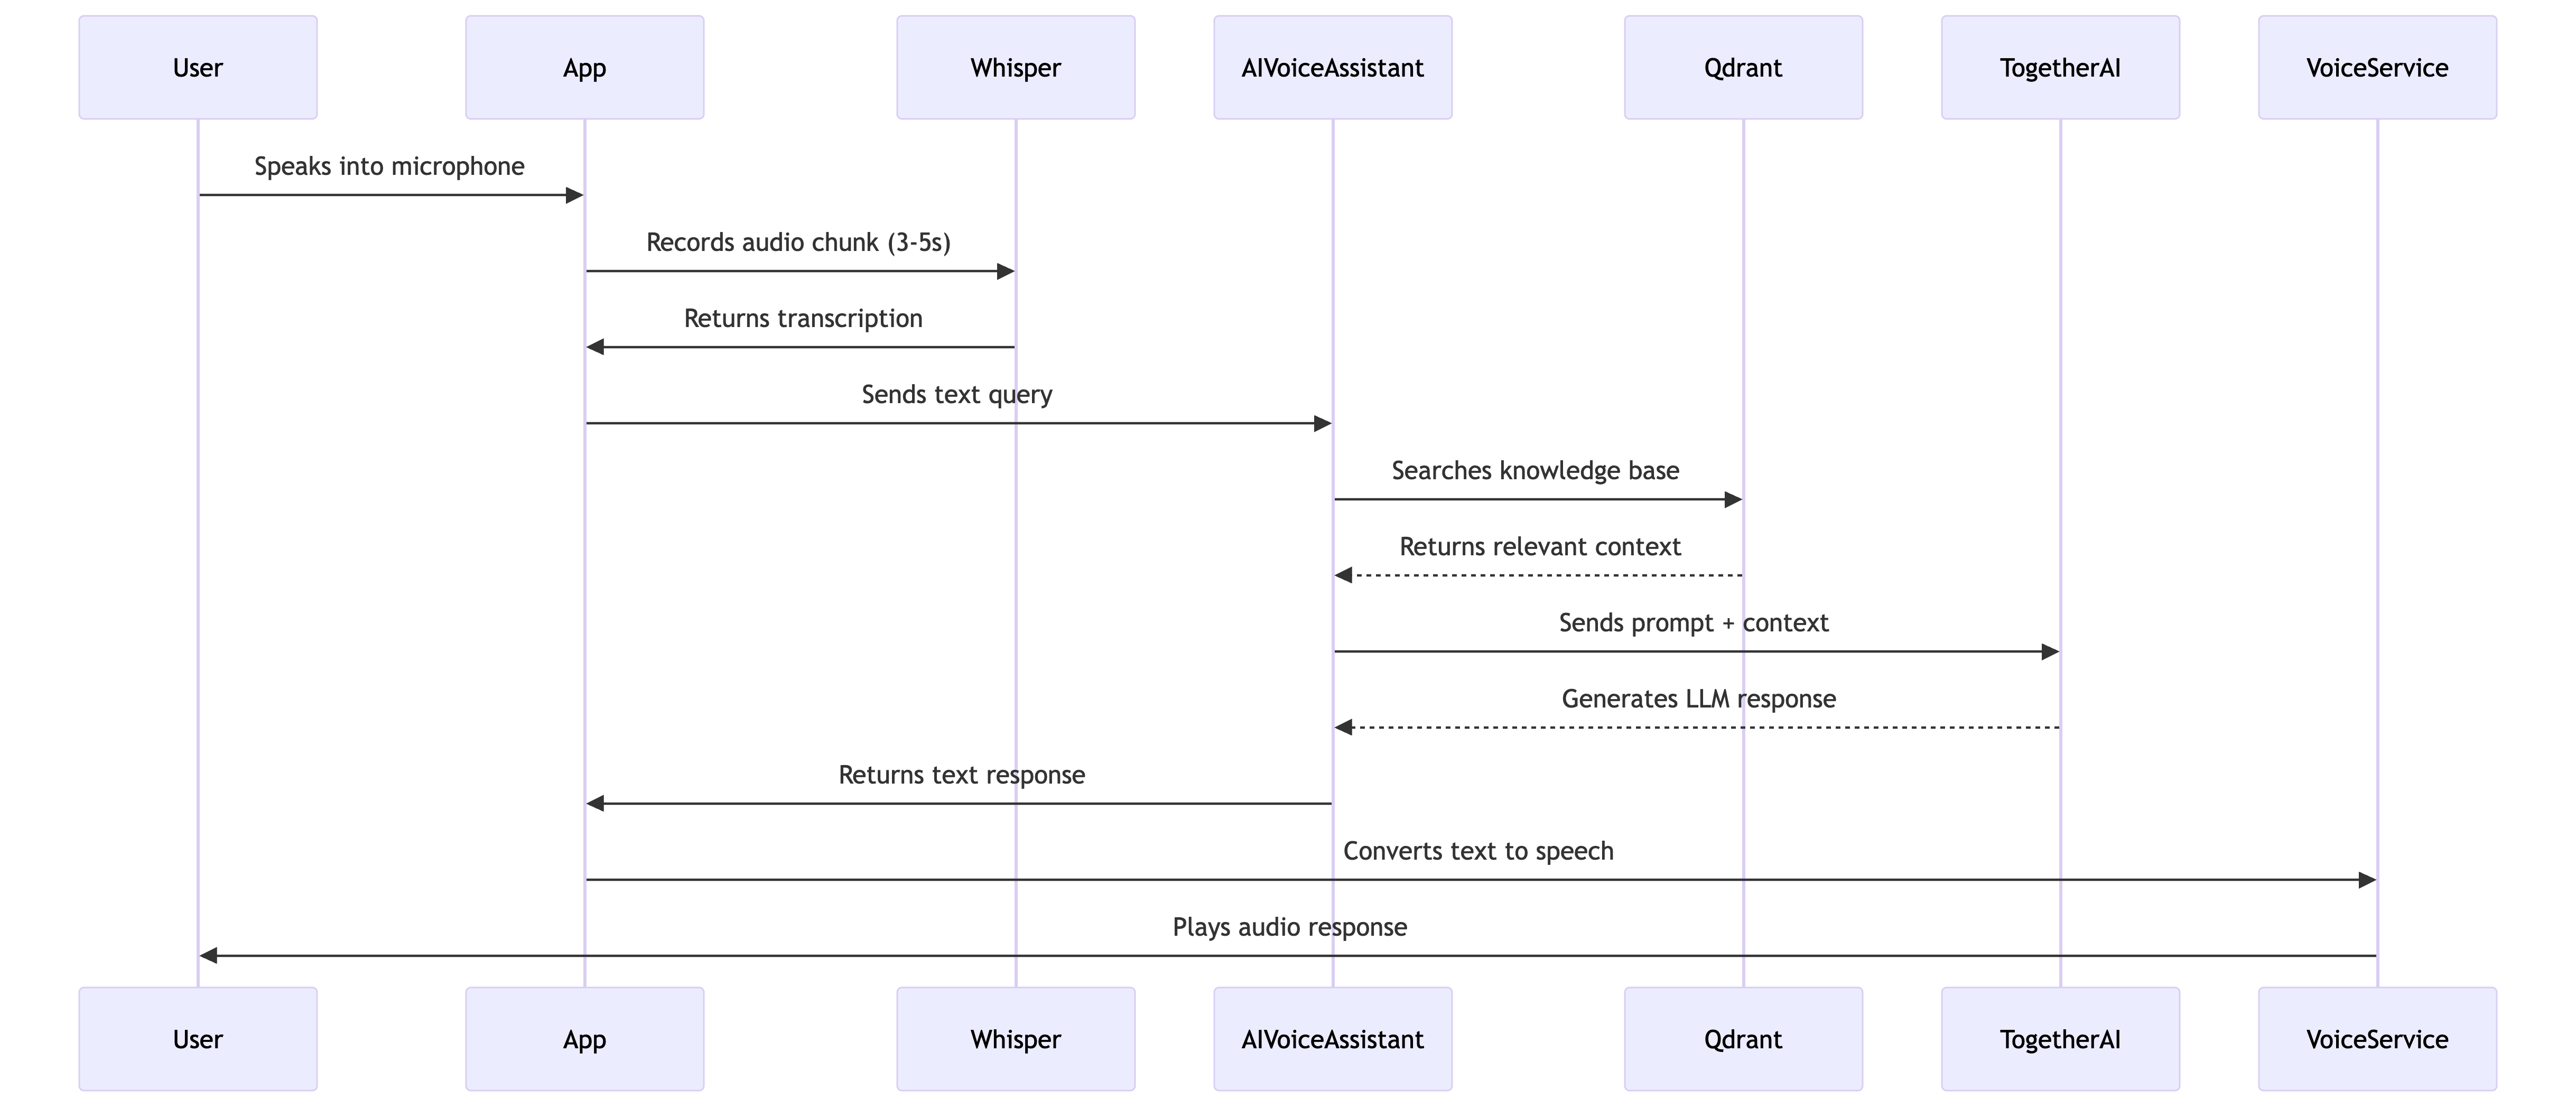 User
App
Whisper
AIVoiceAssistant
Qdrant
TogetherAI
VoiceService
Speaks into microphone
Records audio chunk (3-5s)
Returns transcription
Sends text query
Searches knowledge base
Returns relevant context
Sends prompt + context
Generates LLM response
Returns text response
Converts text to speech
Plays audio response
User
App
Whisper
AIVoiceAssistant
Qdrant
TogetherAI
VoiceService